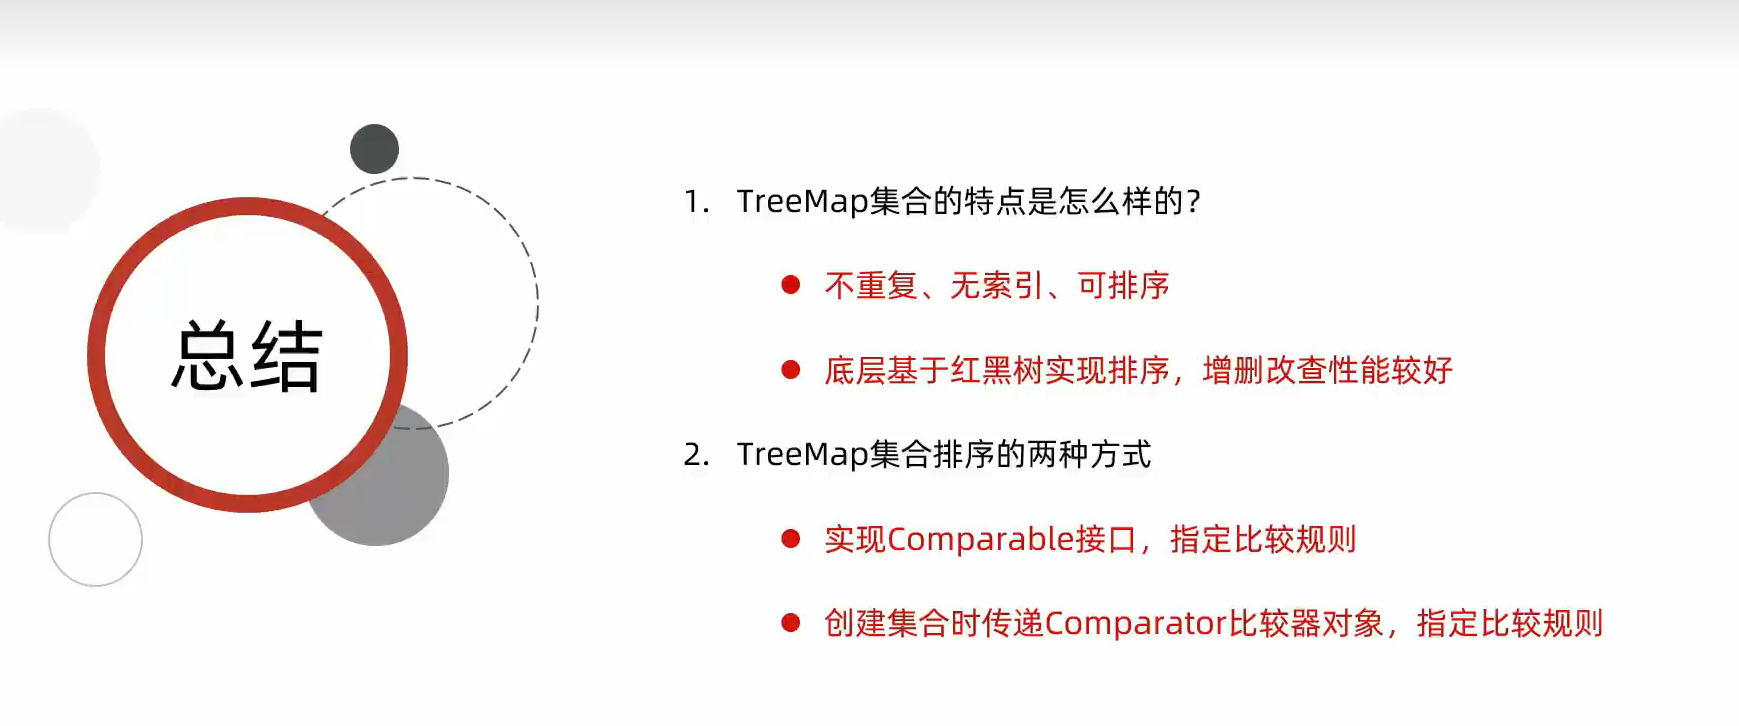 总结
1. TreeMap集合的特点是怎么样的?
● 不重复、无索引、可排序
● 底层基于红黑树实现排序，增删改查性能较好
2. TreeMap集合排序的两种方式
● 实现Comparable接口，指定比较规则
● 创建集合时传递Comparator比较器对象，指定比较规则